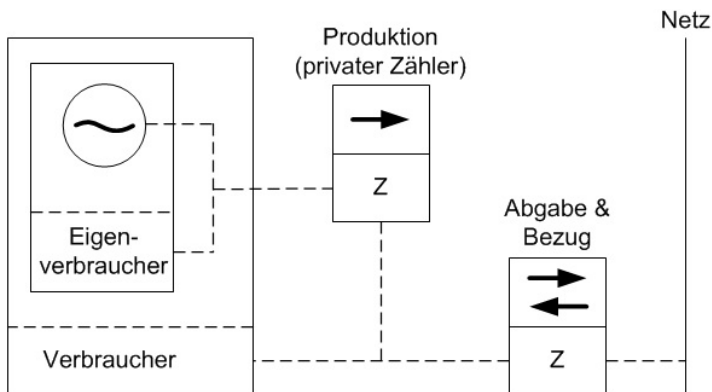 Netz
Produktion
(privater Zähler)
Z
Eigen-
verbraucher
Abgabe &
Bezug
Verbraucher
Z